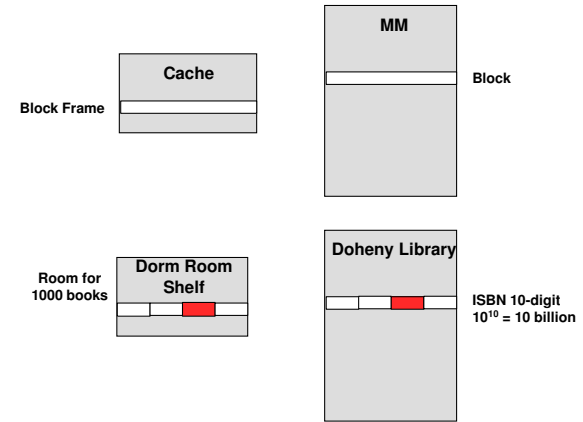 MM
Cache
Block Frame
Block
Doheny Library
Dorm Room
Shelf
Room for
1000 books
ISBN 10-digit
10¹⁰ = 10 billion